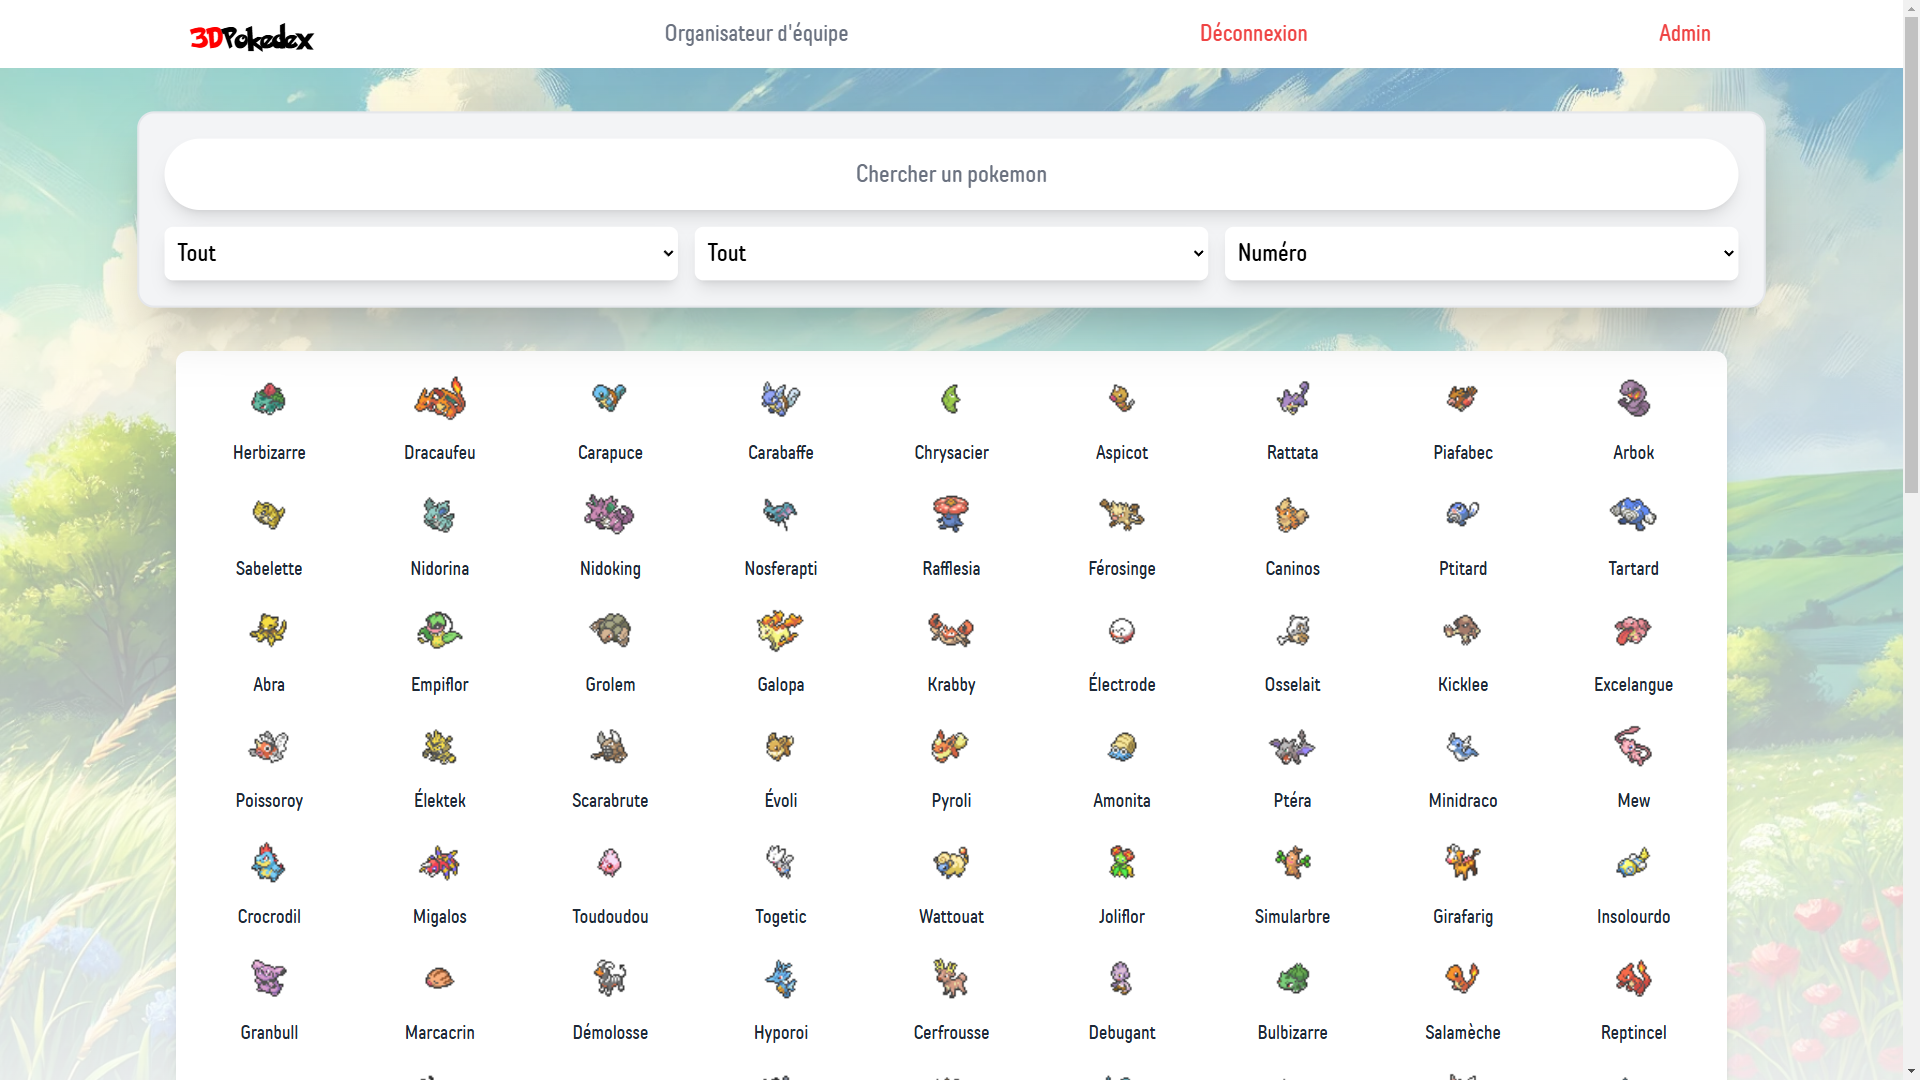 3DPokedex
Organisateur d'équipe
Déconnexion
Admin
Chercher un pokemon
Tout
Tout
Numéro
Herbizarre Dracaufeu Carapuce Carabaffe Chrysacier Aspicot Rattata Piafabec Arbok
Sabelette Nidorina Nidoking Nosferapti Rafflesia Férosinge Caninos Ptitard Tartard
Abra Empiflor Grolem Galopa Krabby Électrode Osselait Kicklee Excelangue
Poissoroy Élektek Scarabrute Évoli Pyroli Amonita Ptéra Minidraco Mew
Crocrodil Migalos Toudoudou Togetic Wattouat Joliflor Simularbre Girafarig Insolourdo
Granbull Marcacrin Démolosse Hyporoi Cerfrousse Debugant Bulbizarre Salamèche Reptincel